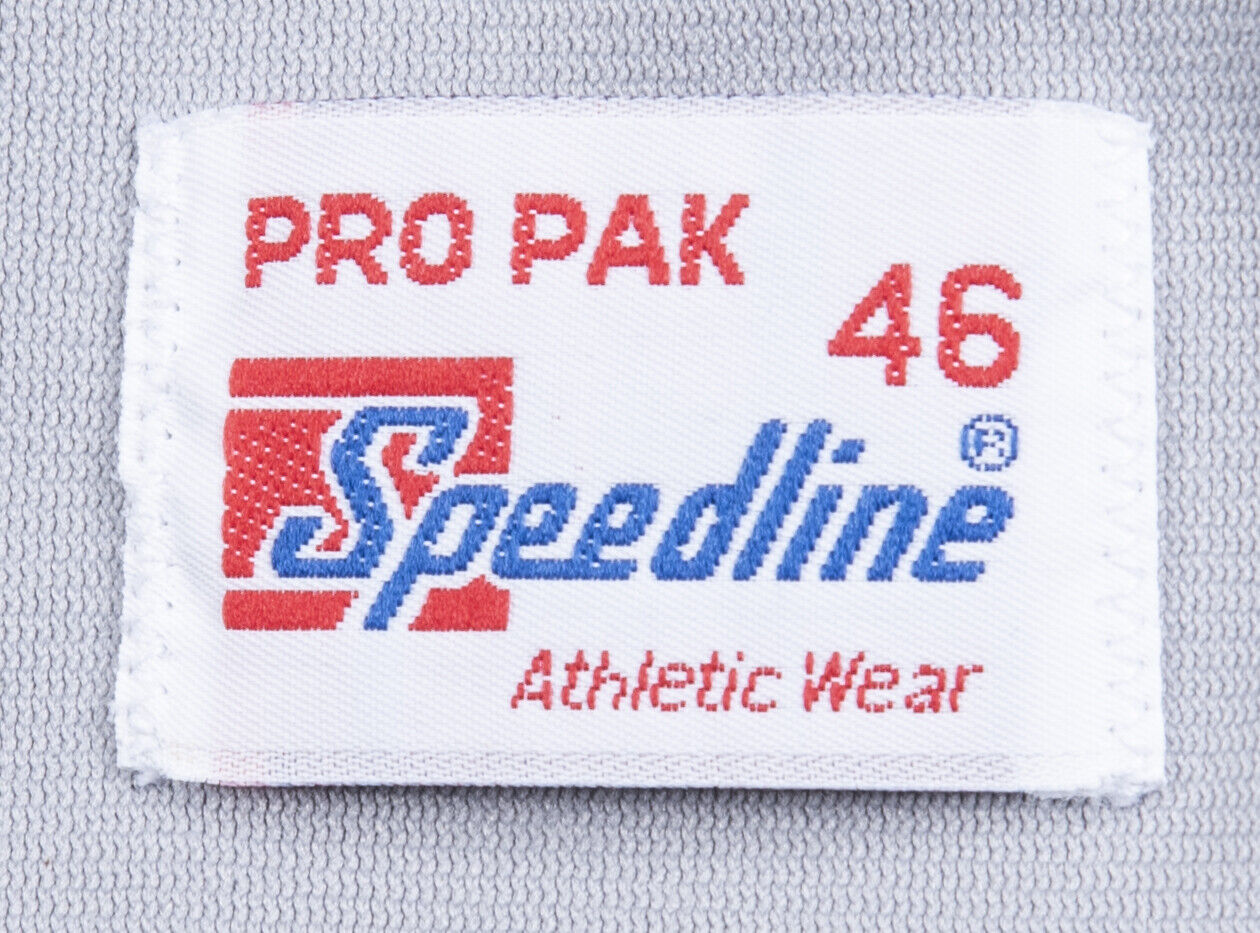 PRO PAK
46
Speedline®
Athletic Wear